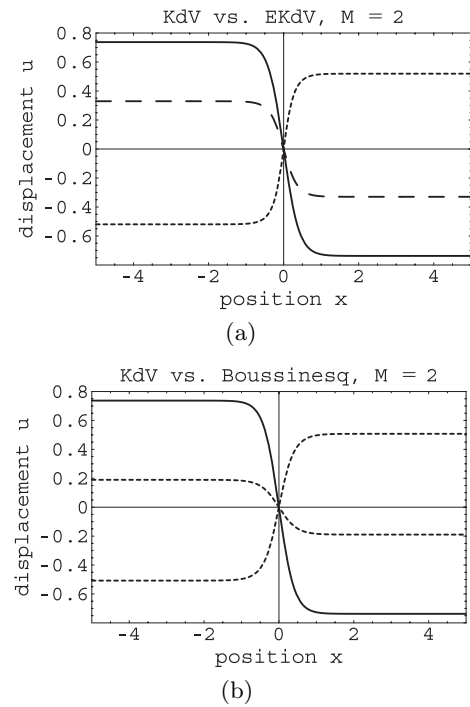 KdV vs. EKdV, M = 2
0.8
0.6
0.4
0.2
0
-0.2
-0.4
-0.6
displacement u
-4 -2 0 2 4
position x
(a)
KdV vs. Boussinesq, M = 2
0.8
0.6
0.4
0.2
0
-0.2
-0.4
-0.6
displacement u
-4 -2 0 2 4
position x
(b)